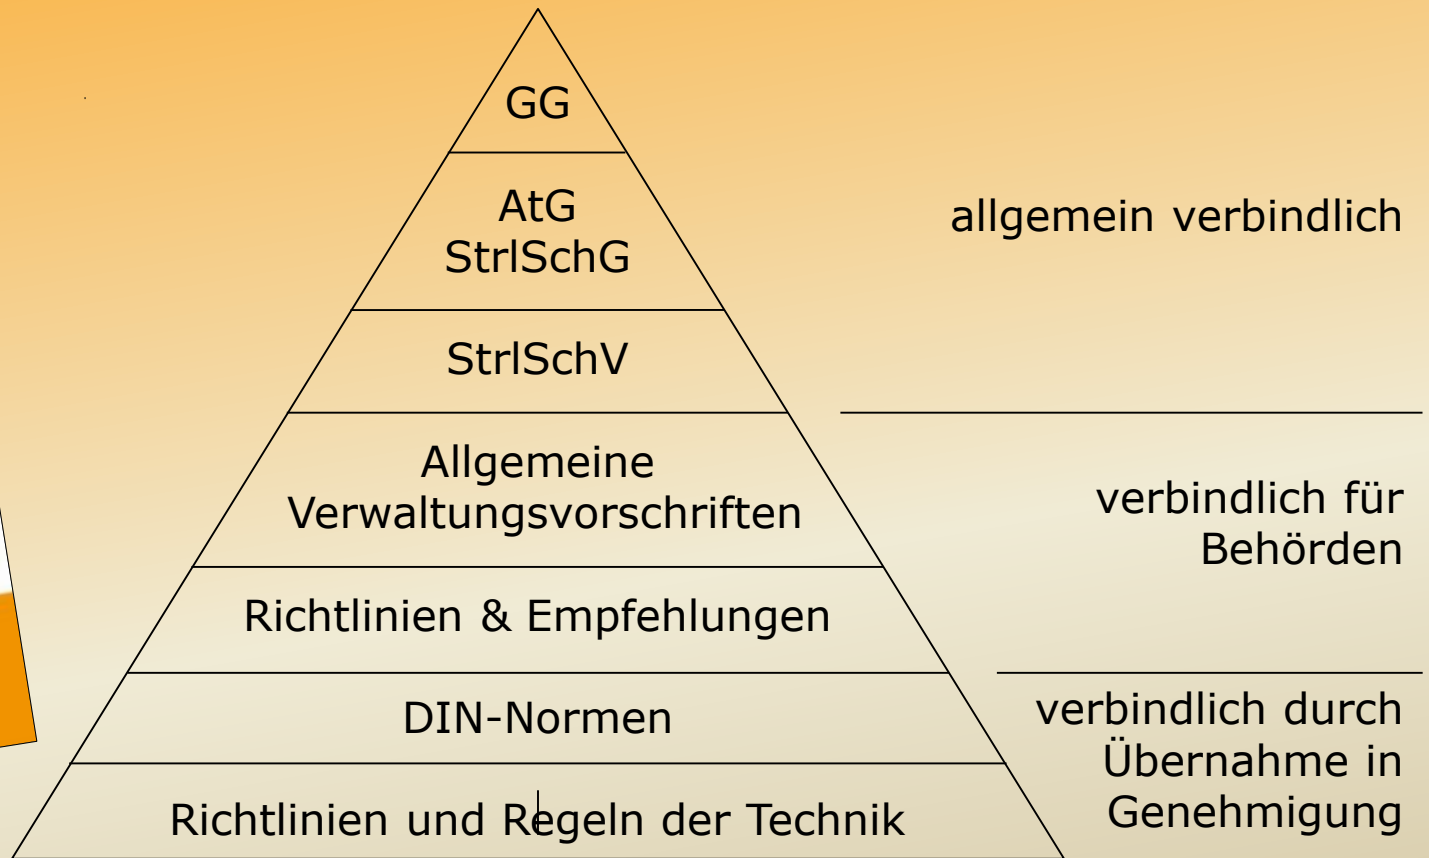 GG
AtG
StrlSchG
allgemein verbindlich
StrlSchV
Allgemeine
Verwaltungsvorschriften
verbindlich für
Behörden
Richtlinien & Empfehlungen
DIN-Normen
verbindlich durch
Übernahme in
Genehmigung
Richtlinien und Regeln der Technik